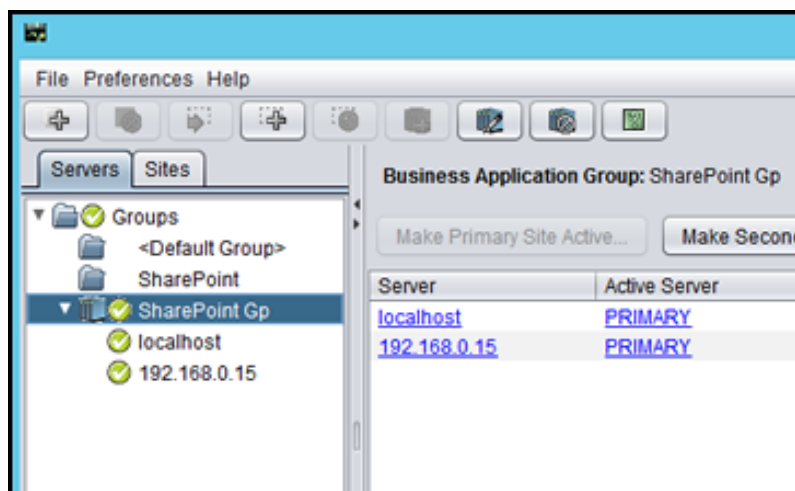 File Preferences Help
Servers Sites
Groups
<Default Group>
SharePoint
SharePoint Gp
localhost
192.168.0.15
Business Application Group: SharePoint Gp
Make Primary Site Active...
Make Second
Server Active Server
localhost PRIMARY
192.168.0.15 PRIMARY